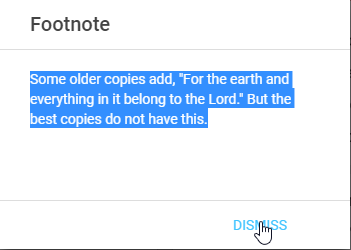 Footnote
Some older copies add, "For the earth and
everything in it belong to the Lord." But the
best copies do not have this.
DISMISS